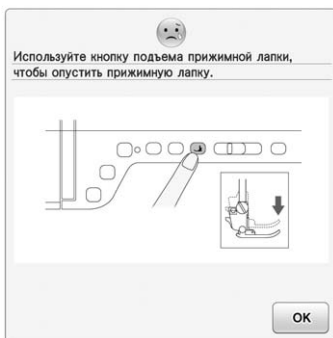 Используйте кнопку подъема прижимной лапки,
чтобы опустить прижимную лапку.
OK